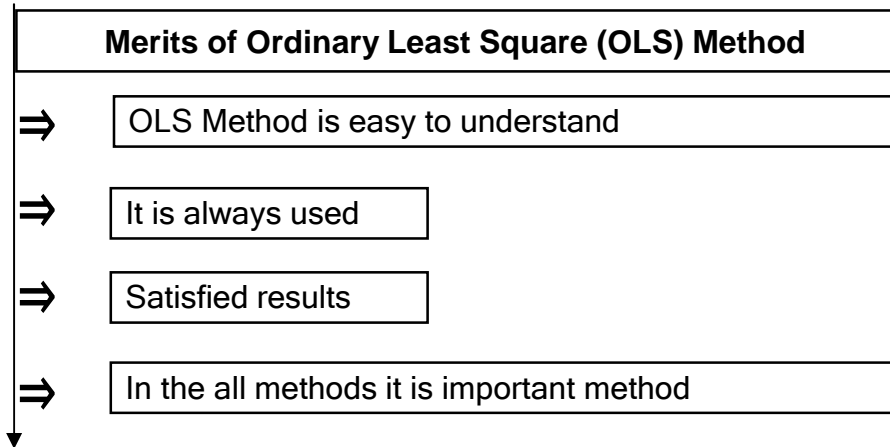 Merits of Ordinary Least Square (OLS) Method
⇒ OLS Method is easy to understand
⇒ It is always used
⇒ Satisfied results
⇒ In the all methods it is important method